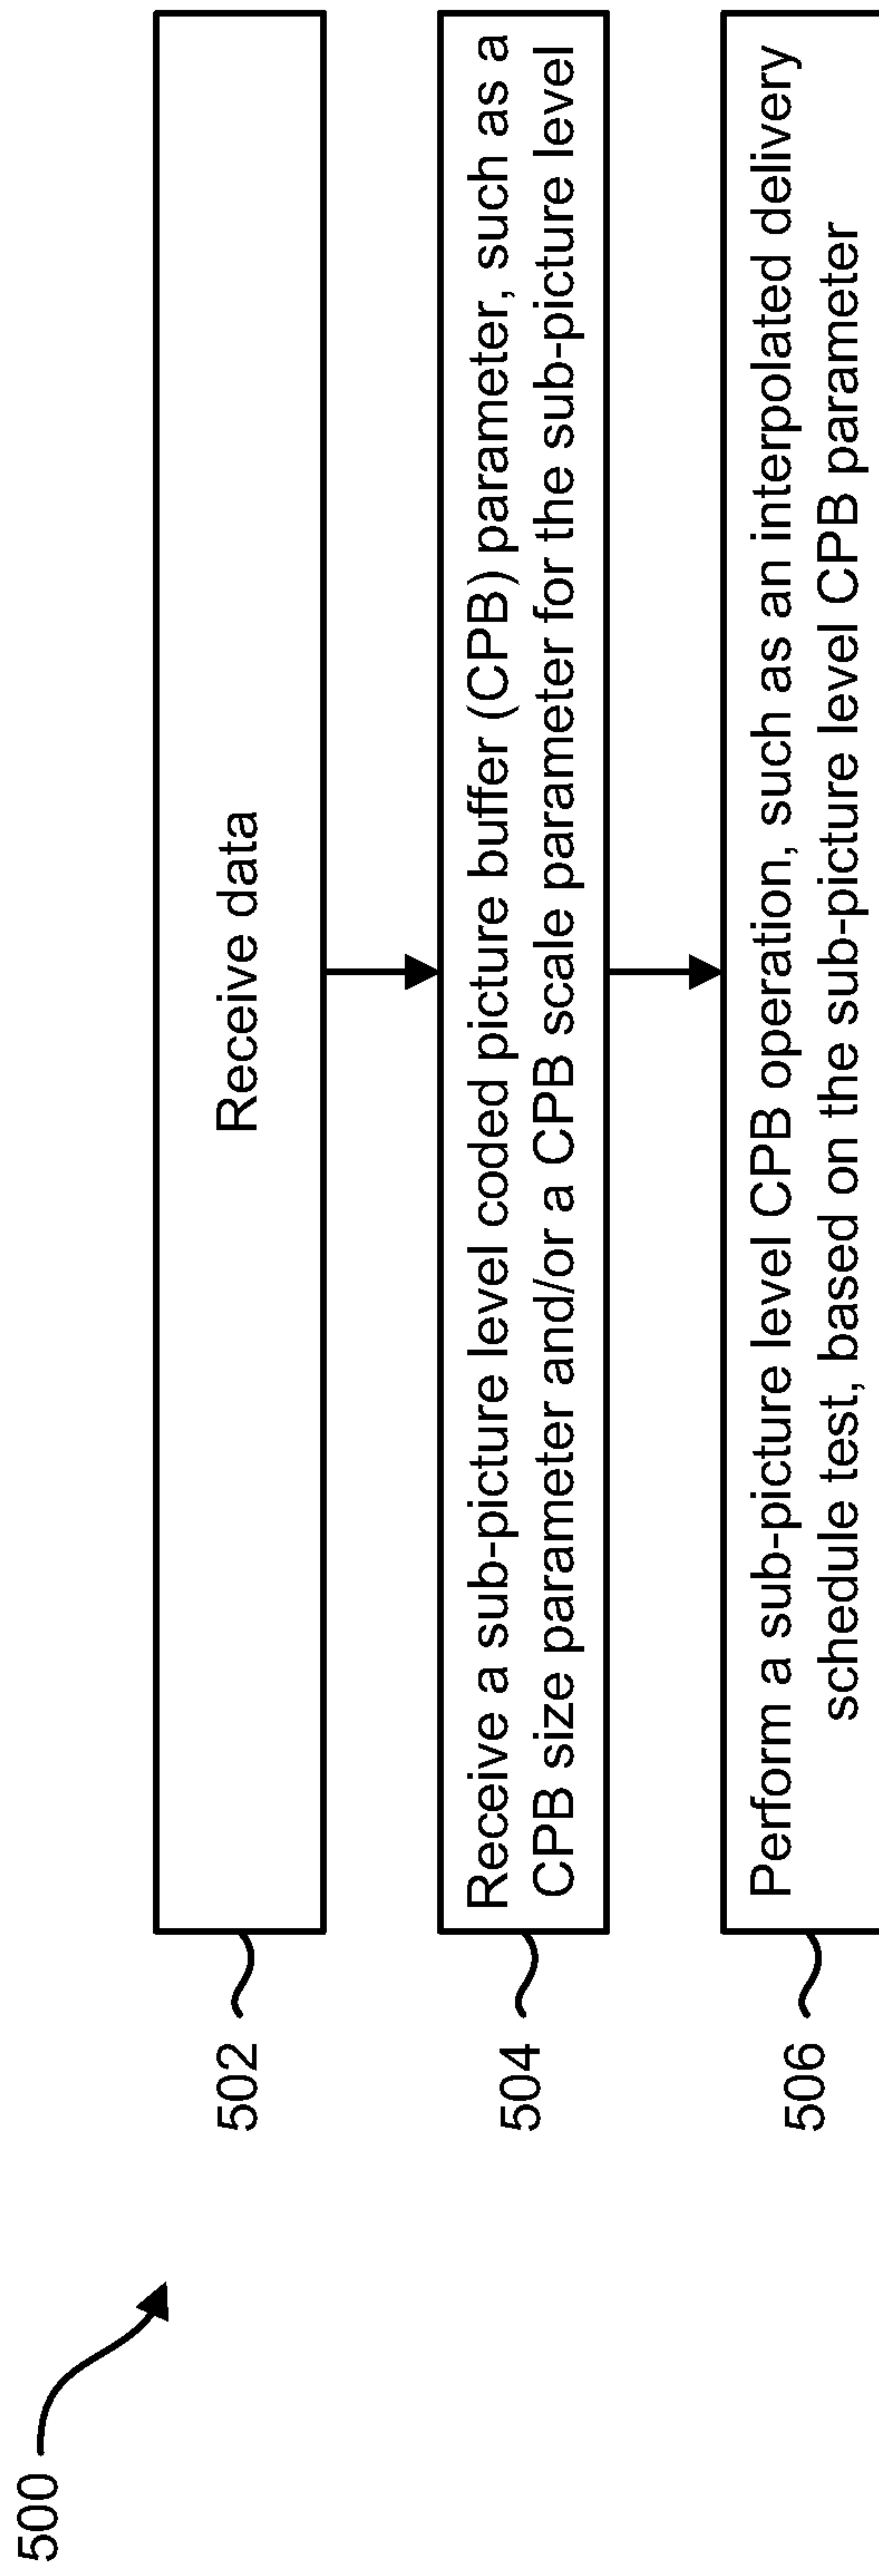 500
502
Receive data
504
Receive a sub-picture level coded picture buffer (CPB) parameter, such as a
CPB size parameter and/or a CPB scale parameter for the sub-picture level
506
Perform a sub-picture level CPB operation, such as an interpolated delivery
schedule test, based on the sub-picture level CPB parameter